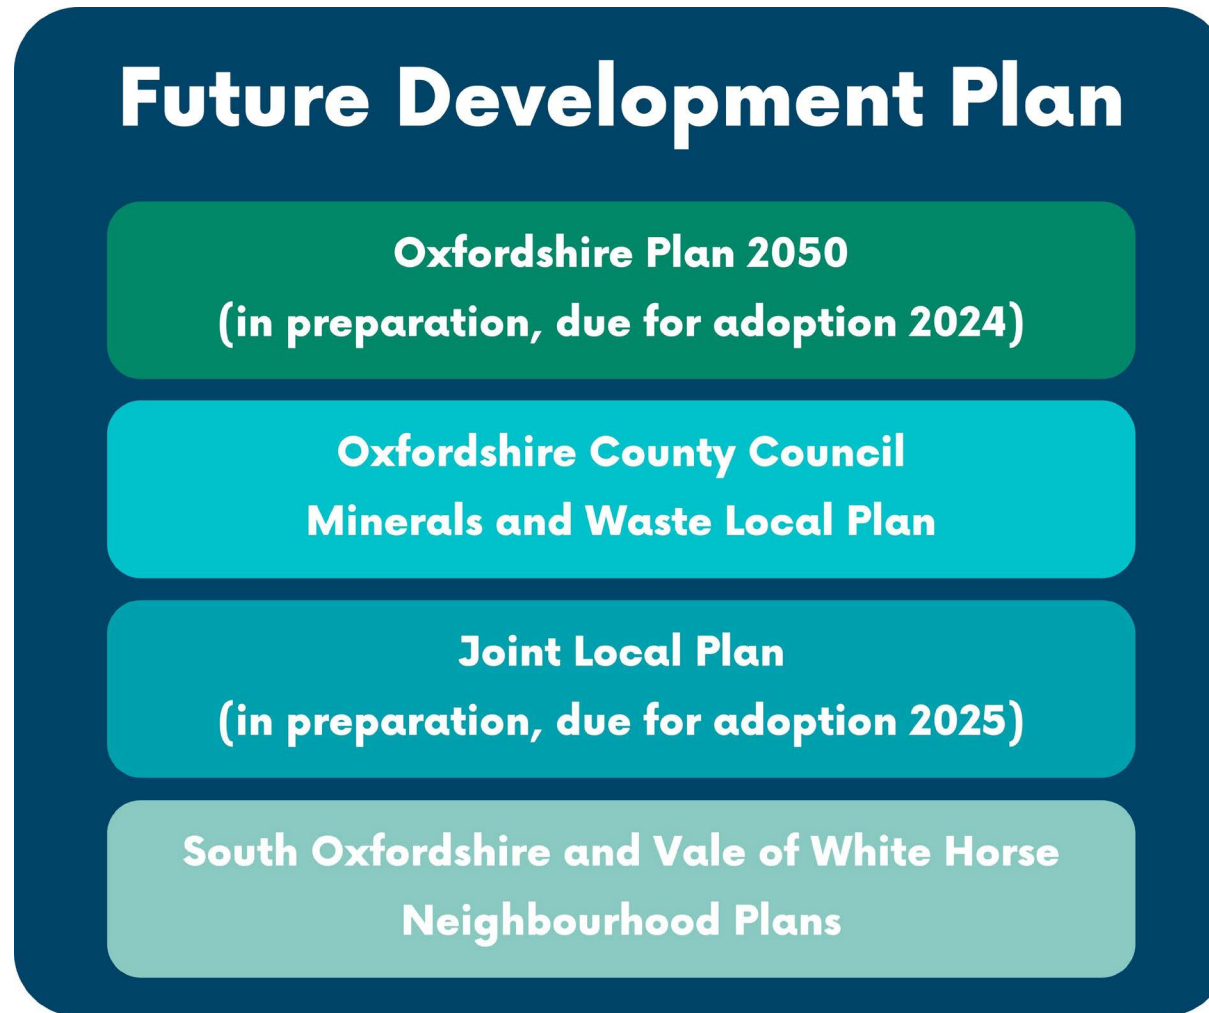 Future Development Plan
Oxfordshire Plan 2050
(in preparation, due for adoption 2024)
Oxfordshire County Council
Minerals and Waste Local Plan
Joint Local Plan
(in preparation, due for adoption 2025)
South Oxfordshire and Vale of White Horse
Neighbourhood Plans